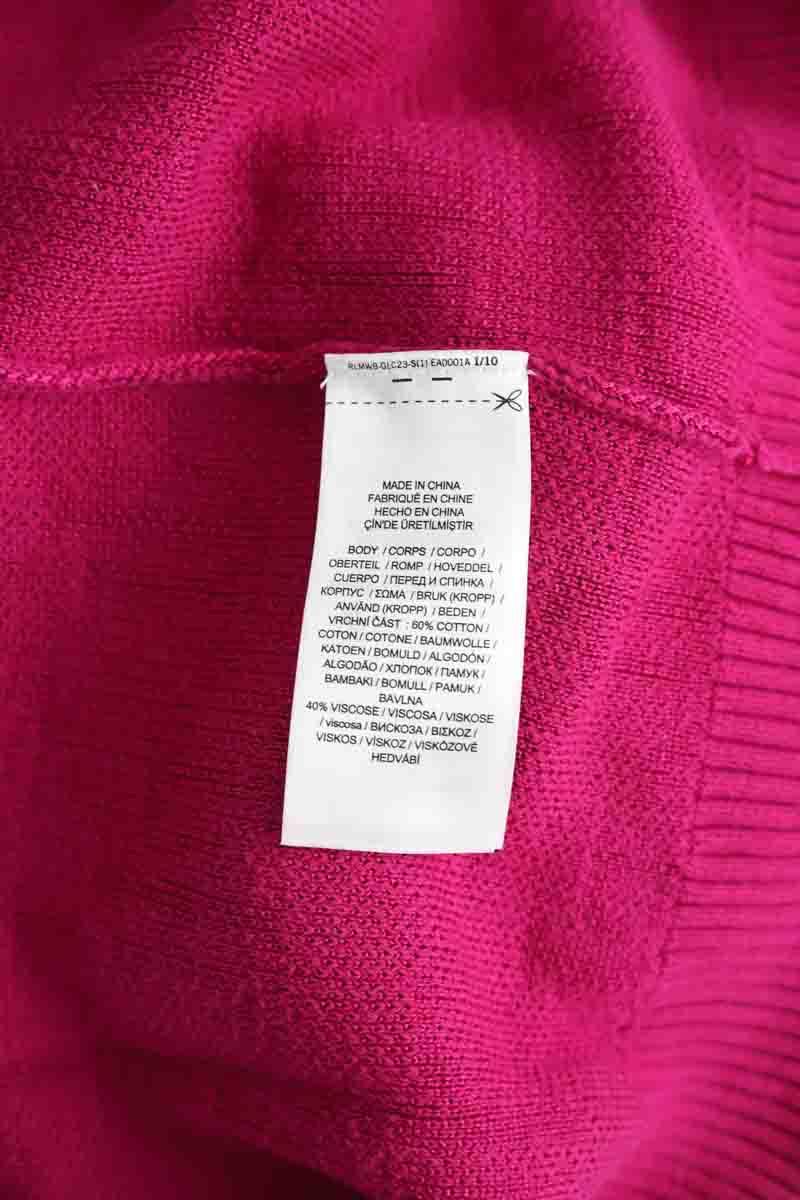 RLMWB-GLC23-S(1) EA0001A 1/10
MADE IN CHINA
FABRIQUÉ EN CHINE
HECHO EN CHINA
ÇİN'DE ÜRETİLMİŞTİR
BODY / CORPS / CORPO /
OBERTEIL / ROMP / HOVEDDEL /
CUERPO / ПЕРЕД И СПИНКА /
КОРПУС / ΣΩΜΑ / BRUK (KROPP) /
ANVÄND (KROPP) / BEDEN /
VRCHNÍ ČÁST : 60% COTTON /
COTON / COTONE / BAUMWOLLE /
KATOEN / BOMULD / ALGODÓN /
ALGODÃO / ХЛОПОК / ПАМУК /
BAMBAKI / BOMULL / PAMUK /
BAVLNA
40% VISCOSE / VISCOSA / VISKOSE
/ viscosa / ВИСКОЗА / ΒΙΣΚΟΖ /
VISKOS / VİSKOZ / VISKÓZOVÉ
HEDVÁBÍ